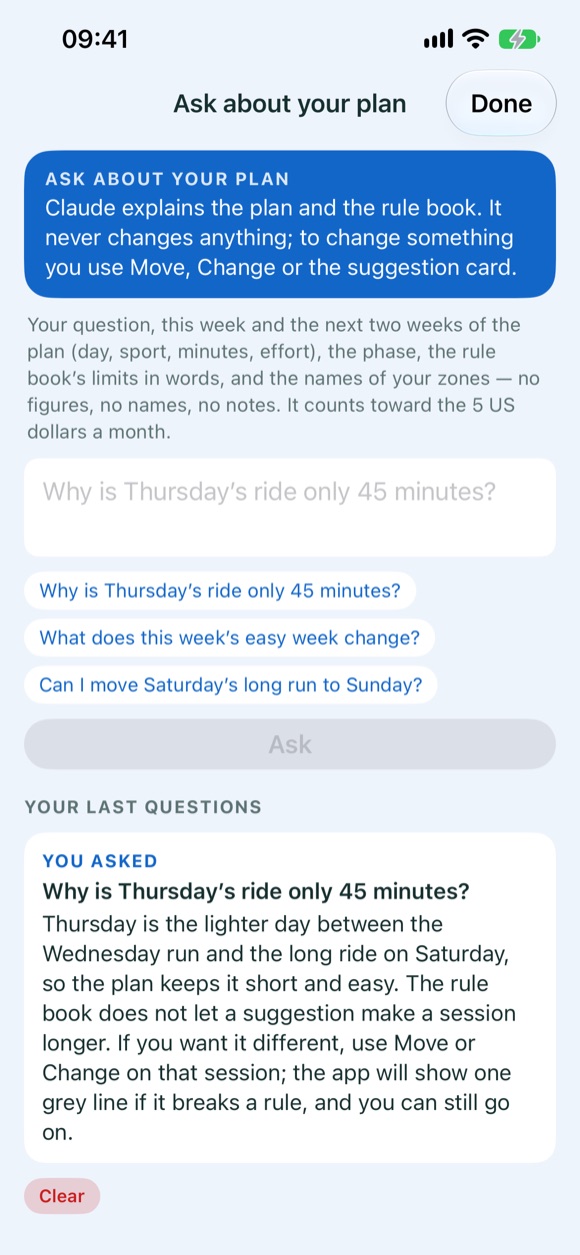 09:41
Ask about your plan
Done
ASK ABOUT YOUR PLAN
Claude explains the plan and the rule book. It
never changes anything; to change something
you use Move, Change or the suggestion card.
Your question, this week and the next two weeks of the
plan (day, sport, minutes, effort), the phase, the rule
book’s limits in words, and the names of your zones — no
figures, no names, no notes. It counts toward the 5 US
dollars a month.
Why is Thursday’s ride only 45 minutes?
Why is Thursday’s ride only 45 minutes?
What does this week’s easy week change?
Can I move Saturday’s long run to Sunday?
Ask
YOUR LAST QUESTIONS
YOU ASKED
Why is Thursday’s ride only 45 minutes?
Thursday is the lighter day between the
Wednesday run and the long ride on Saturday,
so the plan keeps it short and easy. The rule
book does not let a suggestion make a session
longer. If you want it different, use Move or
Change on that session; the app will show one
grey line if it breaks a rule, and you can still go
on.
Clear